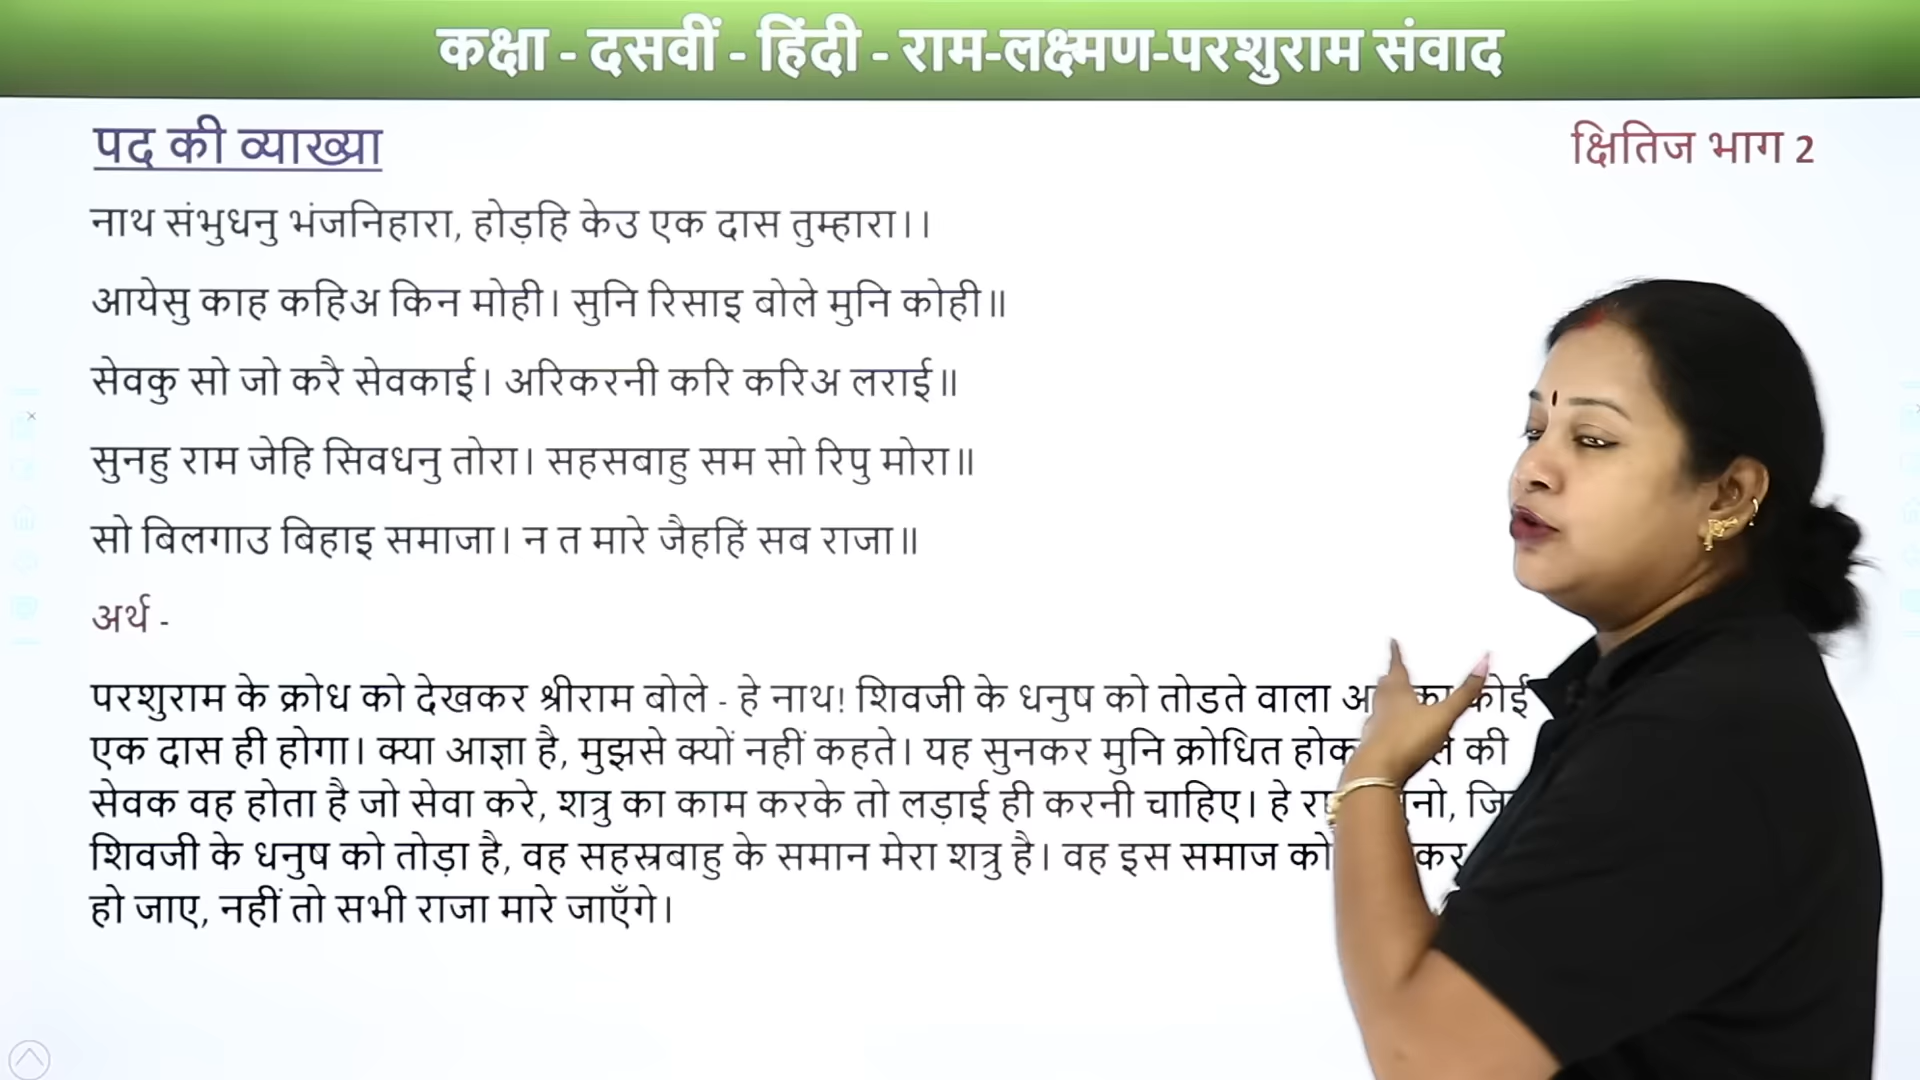 कक्षा - दसवीं - हिंदी - राम-लक्ष्मण-परशुराम संवाद
पद की व्याख्या
क्षितिज भाग 2
नाथ संभुधनु भंजनिहारा, होड़हि केउ एक दास तुम्हारा।।
आयेसु काह कहिअ किन मोही। सुनि रिसाइ बोले मुनि कोही॥
सेवकु सो जो करै सेवकाई। अरिकरनी करि करिअ लराई॥
सुनहु राम जेहि सिवधनु तोरा। सहसबाहु सम सो रिपु मोरा॥
सो बिलगाउ बिहाइ समाजा। न त मारे जैहहिं सब राजा॥
अर्थ -
परशुराम के क्रोध को देखकर श्रीराम बोले - हे नाथ! शिवजी के धनुष को तोडते वाला कोई
एक दास ही होगा। क्या आज्ञा है, मुझसे क्यों नहीं कहते। यह सुनकर मुनि क्रोधित की
सेवक वह होता है जो सेवा करे, शत्रु का काम करके तो लड़ाई ही करनी चाहिए। हे
शिवजी के धनुष को तोड़ा है, वह सहस्रबाहु के समान मेरा शत्रु है। वह इस समाज को
हो जाए, नहीं तो सभी राजा मारे जाएँगे।